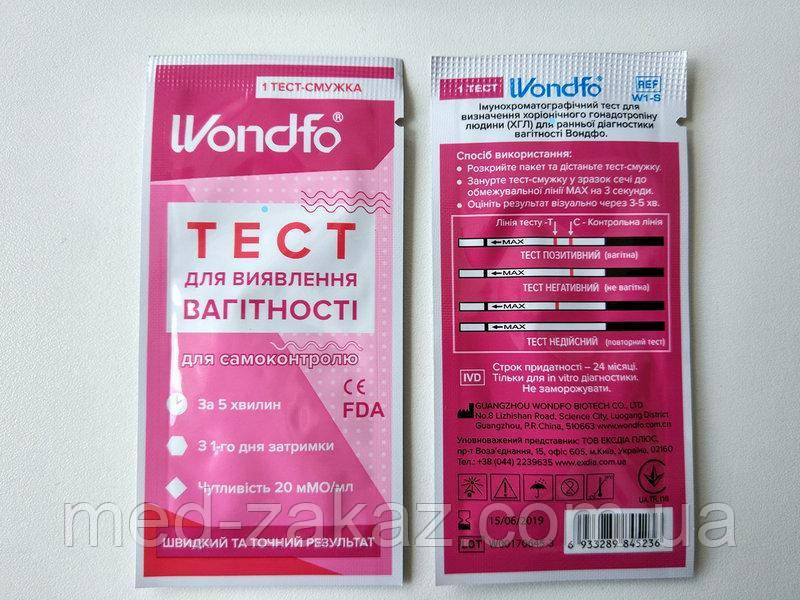 1 ТЕСТ-СМУЖКА
Wondfo®
ТЕСТ
ДЛЯ ВИЯВЛЕННЯ
ВАГІТНОСТІ
для самоконтролю
CE
FDA
За 5 хвилин
З 1-го дня затримки
Чутливість 20 мМО/мл
ШВИДКИЙ ТА ТОЧНИЙ РЕЗУЛЬТАТ
1 ТЕСТ Wondfo® REF
W1-S
Імунохроматографічний тест для
визначення хоріонічного гонадотропіну
людини (ХГЛ) для ранньої діагностики
вагітності Вондфо.
Спосіб використання:
• Розкрийте пакет та дістаньте тест-смужку.
• Занурте тест-смужку у зразок сечі до
обмежувальної лінії MAX на 3 секунди.
• Оцініть результат візуально через 3-5 хв.
Лінія тесту -Т С - Контрольна лінія
MAX
ТЕСТ ПОЗИТИВНИЙ (вагітна)
MAX
ТЕСТ НЕГАТИВНИЙ (не вагітна)
MAX
MAX
ТЕСТ НЕДІЙСНИЙ (повторний тест)
IVD
Строк придатності – 24 місяці.
Тільки для in vitro діагностики.
Не заморожувати.
GUANGZHOU WONDFO BIOTECH CO., LTD
No.8 Lizhishan Road, Science City, Luogang District
Guangzhou, P.R.China, 510663 www.wondfo.com.cn
Уповноважений представник: ТОВ ЕКСДІА ПЛЮС,
пр-т Возз'єднання, 15, офіс 605, м.Київ, Україна, 02160
Тел.: +38 (044) 2239635 www.exdia.com.ua
UA.TR.118
15/06/2019
LOT
6 933289 845236
med-zakaz.com.ua